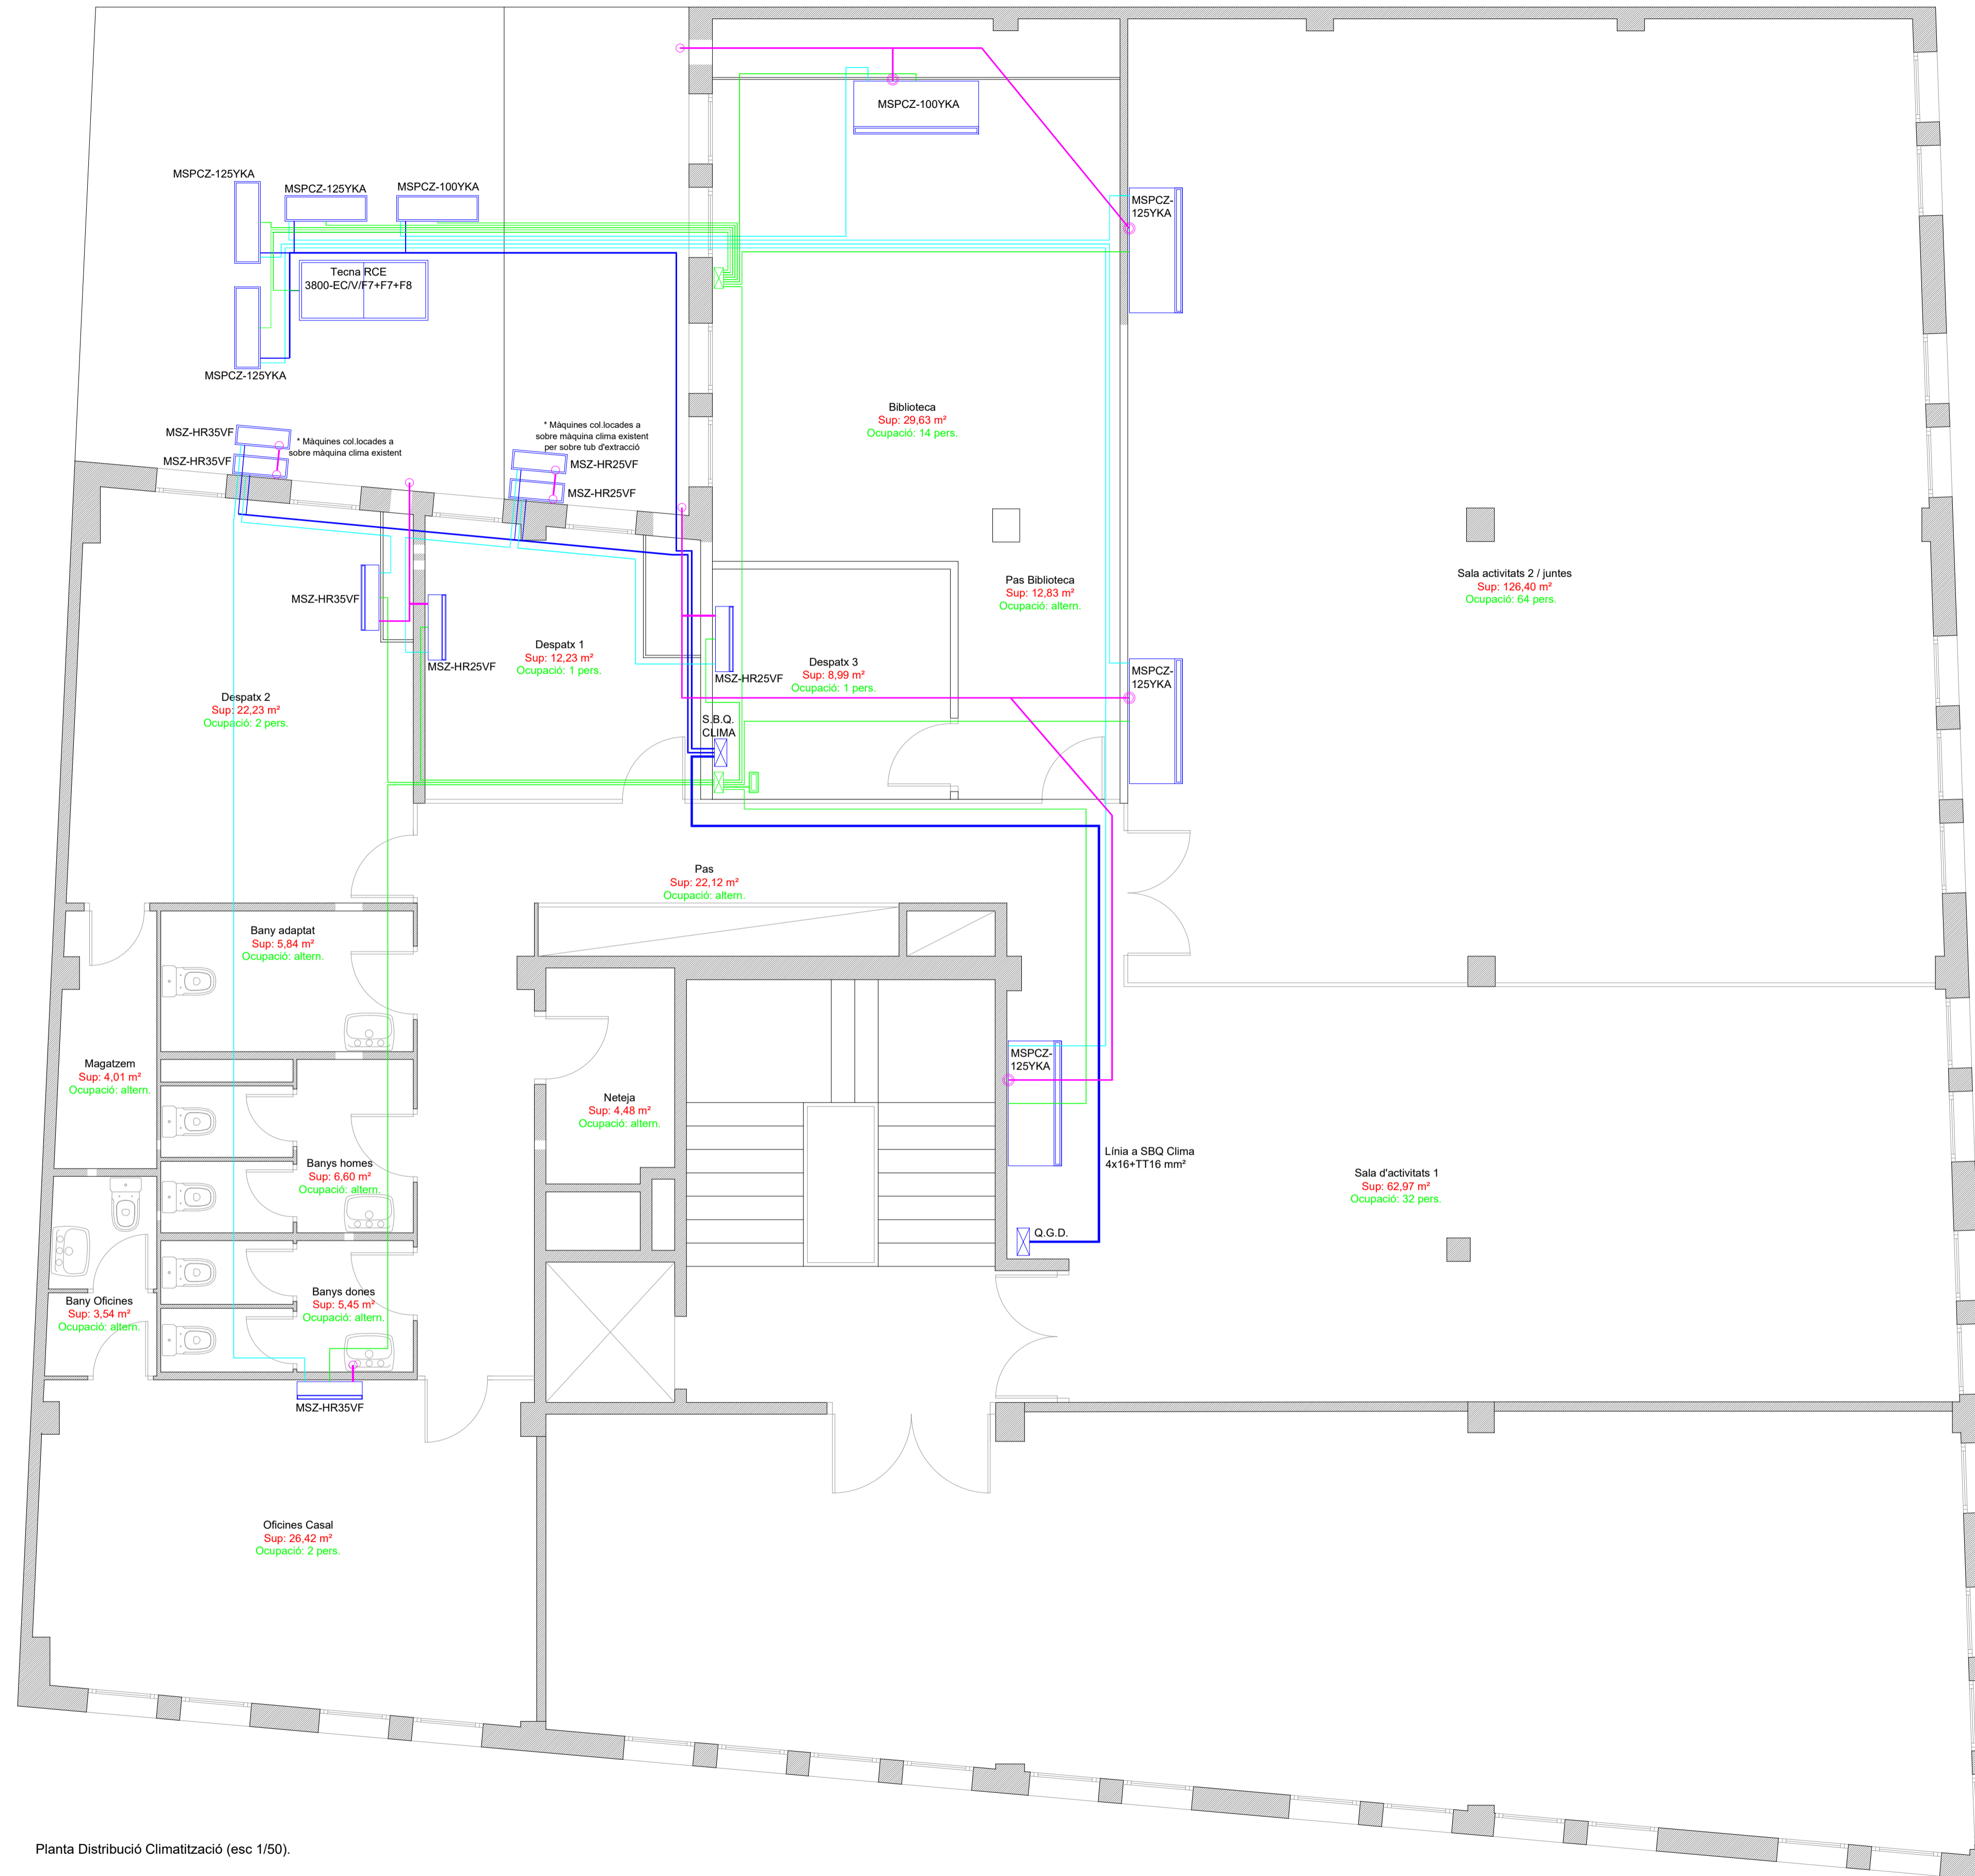 MSPCZ-100YKA
MSPCZ-125YKA
MSPCZ-125YKA
MSPCZ-100YKA
MSPCZ-
125YKA
Tecna RCE
3800-EC/V/F7+F7+F8
MSPCZ-125YKA
MSZ-HR35VF
MSZ-HR35VF
* Màquines col.locades a
sobre màquina clima existent
* Màquines col.locades a
sobre màquina clima existent
per sobre tub d'extracció
MSZ-HR25VF
MSZ-HR25VF
Biblioteca
Sup: 29,63 m²
Ocupació: 14 pers.
Sala activitats 2 / juntes
Sup: 126,40 m²
Ocupació: 64 pers.
Pas Biblioteca
Sup: 12,83 m²
Ocupació: altern.
MSZ-HR35VF
MSZ-HR25VF
Despatx 1
Sup: 12,23 m²
Ocupació: 1 pers.
MSZ-HR25VF
Despatx 3
Sup: 8,99 m²
Ocupació: 1 pers.
MSPCZ-
125YKA
Despatx 2
Sup: 22,23 m²
Ocupació: 2 pers.
S.B.Q.
CLIMA
Pas
Sup: 22,12 m²
Ocupació: altern.
Bany adaptat
Sup: 5,84 m²
Ocupació: altern.
Magatzem
Sup: 4,01 m²
Ocupació: altern.
Neteja
Sup: 4,48 m²
Ocupació: altern.
MSPCZ-
125YKA
Banys homes
Sup: 6,60 m²
Ocupació: altern.
Línia a SBQ Clima
4x16+TT16 mm²
Sala d'activitats 1
Sup: 62,97 m²
Ocupació: 32 pers.
Q.G.D.
Bany Oficines
Sup: 3,54 m²
Ocupació: altern.
Banys dones
Sup: 5,45 m²
Ocupació: altern.
MSZ-HR35VF
Oficines Casal
Sup: 26,42 m²
Ocupació: 2 pers.
Planta Distribució Climatització (esc 1/50).